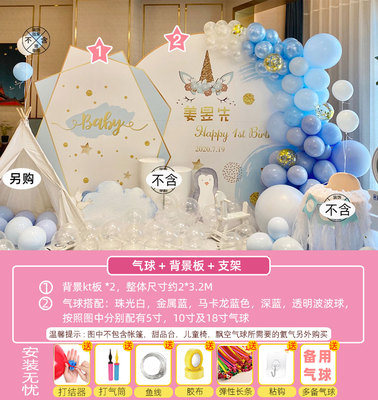 不含
1
2
Baby
姜昱先
Happy 1st Birth
2020.7.19
另购
不含
不含
气球+背景板+支架
① 背景kt板 *2，整体尺寸约2*3.2M
② 气球搭配：珠光白，金属蓝，马卡龙蓝色，深蓝，透明波波球，
按照图中分别配有5寸，10寸及18寸气球
温馨提示：图中不包含帐篷，甜品台，儿童椅，飘空气球所需要的氦气另外购买
安装无忧
送 送 送 送 送 送 送
备用
气球
打结器 打气筒 鱼线 胶布 弹性长条 粘钩 多备气球